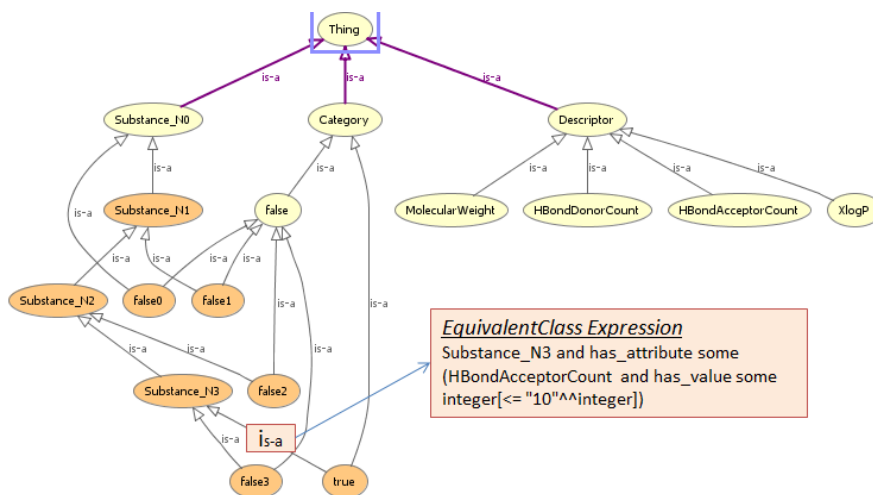 Thing
is-a is-a is-a
Substance_N0 Category Descriptor
is-a is-a is-a is-a is-a
is-a
MolecularWeight HBondDonorCount HBondAcceptorCount XlogP
Substance_N1 false
is-a
is-a is-a is-a is-a
Substance_N2 false0 false1 is-a is-a
EquivalentClass Expression
Substance_N3 and has_attribute some
(HBondAcceptorCount and has_value some
integer[<= "10"^^integer])
is-a is-a
Substance_N3 false2
is-a is-a
false3 true